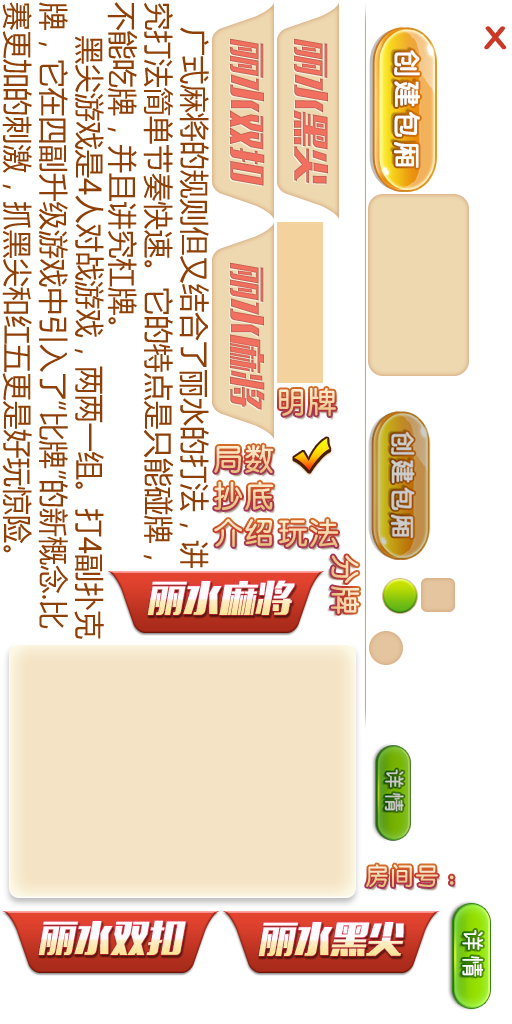 创建包厢
丽水双扣
丽水黑尖
丽水麻将
广式麻将的规则但又结合了丽水的打法，讲
究打法简单节奏快速。它的特点是只能碰牌，
不能吃牌，并且讲究杠牌。
黑尖游戏是4人对战游戏，两两一组。打4副扑克
牌，它在四副升级游戏中引入了“比牌”的新概念.比
赛更加的刺激，抓黑尖和红五更是好玩惊险。
明牌
局数
抄底
介绍玩法
分牌
创建包厢
丽水麻将
详情
房间号：
丽水双扣
丽水黑尖
详情